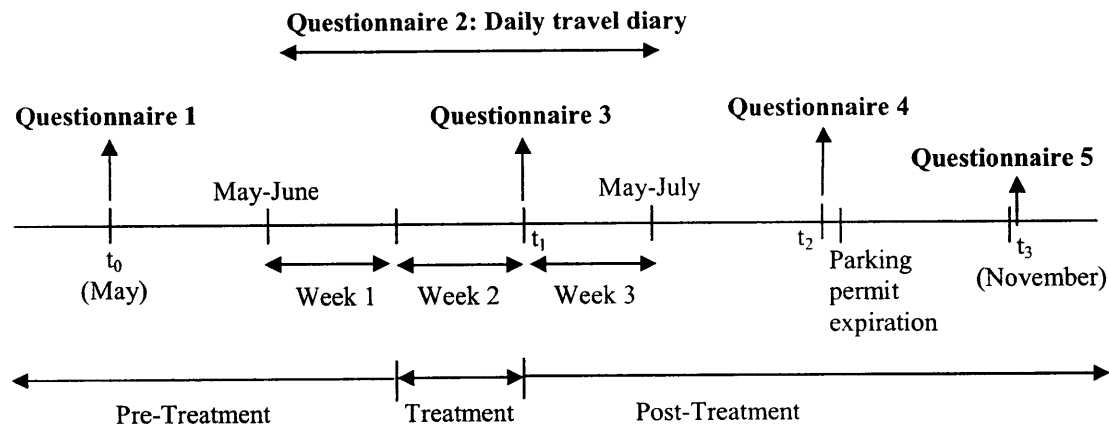 Questionnaire 2: Daily travel diary
Questionnaire 1
Questionnaire 3
Questionnaire 4
Questionnaire 5
May-June
May-July
t0
(May)
t1
t2
Parking
permit
expiration
t3
(November)
Week 1
Week 2
Week 3
Pre-Treatment
Treatment
Post-Treatment